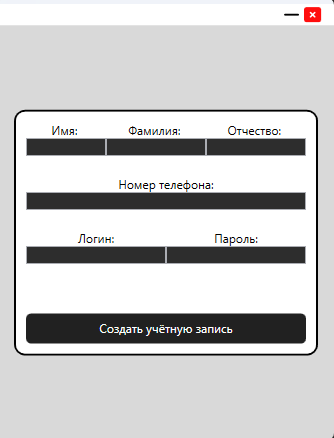 Имя: Фамилия: Отчество:
Номер телефона:
Логин: Пароль:
Создать учётную запись